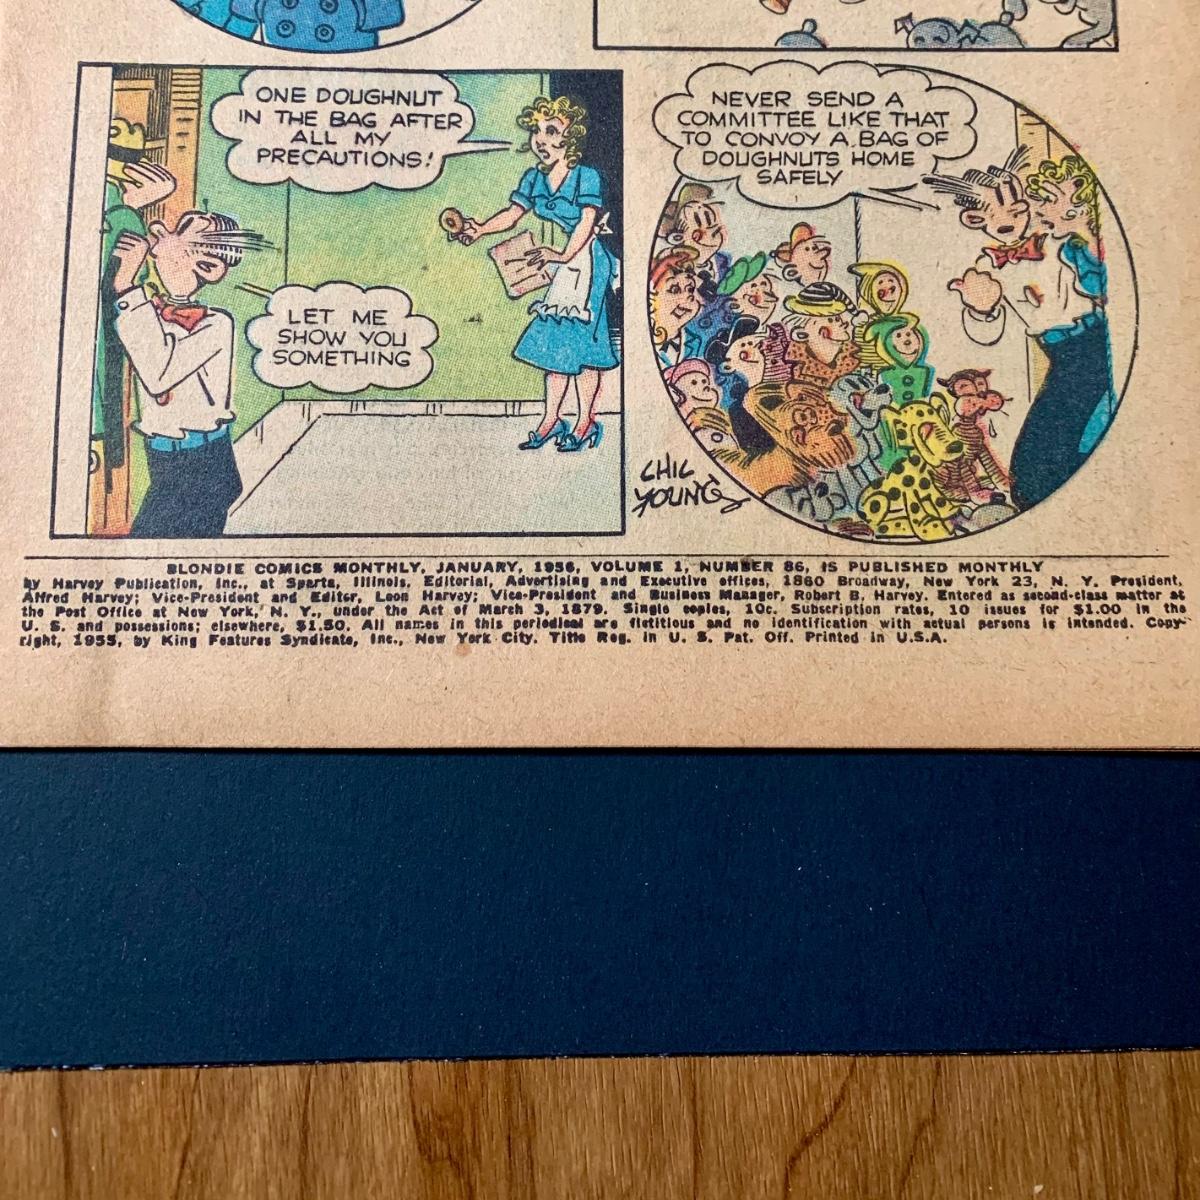 ONE DOUGHNUT
IN THE BAG AFTER
ALL MY
PRECAUTIONS!
LET ME
SHOW YOU
SOMETHING
NEVER SEND A
COMMITTEE LIKE THAT
TO CONVOY A BAG OF
DOUGHNUTS HOME
SAFELY
CHIC
YOUNG
BLONDIE COMICS MONTHLY, JANUARY, 1956, VOLUME 1, NUMBER 86, IS PUBLISHED MONTHLY
by Harvey Publication, Inc., at Sparta, Illinois. Editorial, Advertising and Executive offices, 1860 Broadway, New York 23, N. Y. President,
Alfred Harvey; Vice-President and Editor, Leon Harvey; Vice-President and Business Manager, Robert B. Harvey. Entered as second-class matter at
the Post Office at New York, N. Y., under the Act of March 3, 1879. Single copies, 10c. Subscription rates, 10 issues for $1.00 in the
U. S. and possessions; elsewhere, $1.50. All names in this periodical are fictitious and no identification with actual persons is intended. Copy-
right, 1955, by King Features Syndicate, Inc., New York City. Title Reg. in U. S. Pat. Off. Printed in U.S.A.